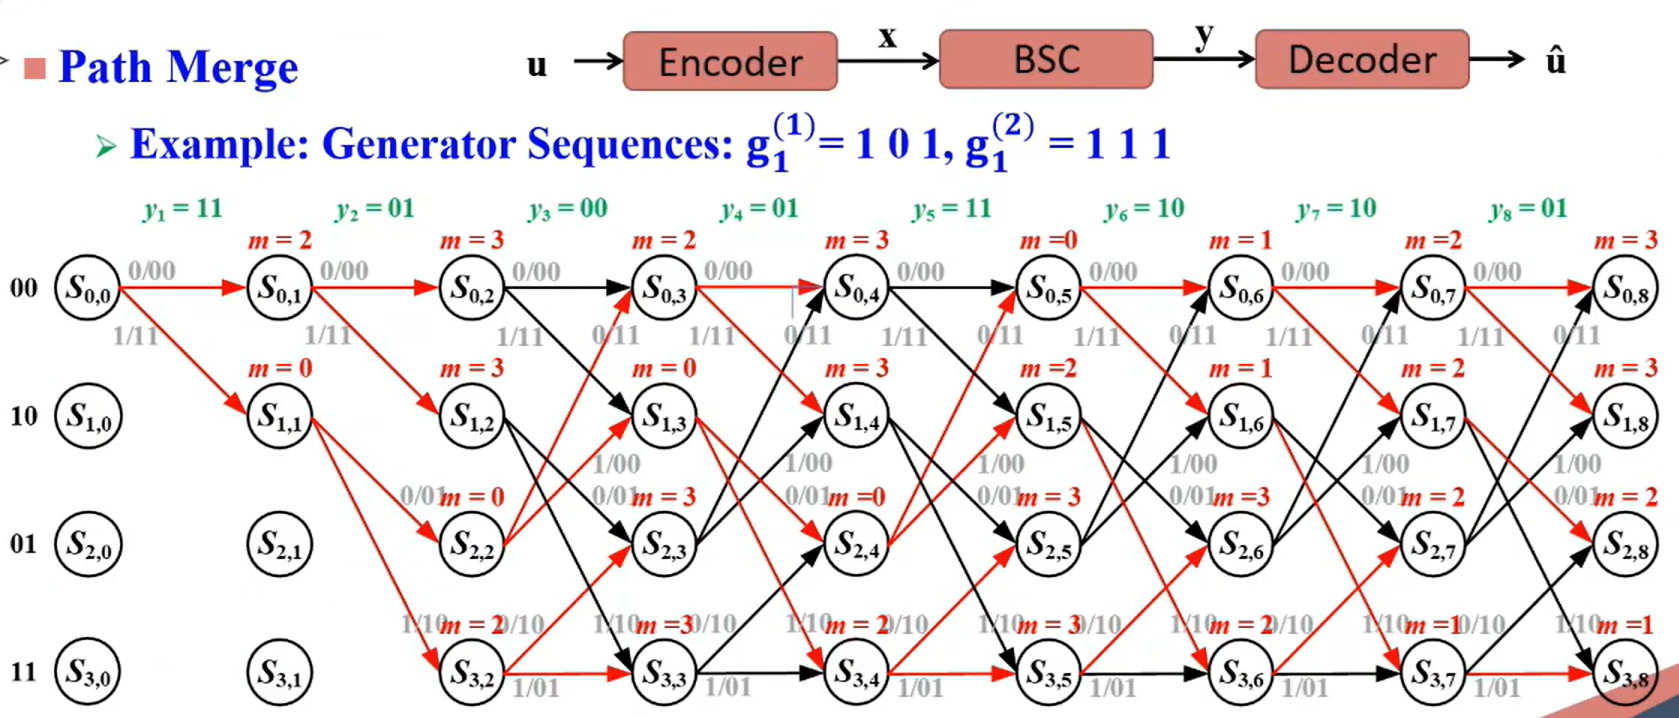 x y
■ Path Merge u Encoder BSC Decoder û
➢ Example: Generator Sequences: g₁⁽¹⁾= 1 0 1, g₁⁽²⁾ = 1 1 1
y₁ = 11 y₂ = 01 y₃ = 00 y₄ = 01 y₅ = 11 y₆ = 10 y₇ = 10 y₈ = 01
m = 2 m = 3 m = 2 m = 3 m =0 m = 1 m =2 m = 3
0/00 0/00 0/00 0/00 0/00 0/00 0/00 0/00
00 S₀,₀ S₀,₁ S₀,₂ S₀,₃ S₀,₄ S₀,₅ S₀,₆ S₀,₇ S₀,₈
1/11 1/11 1/11 0/11 1/11 0/11 1/11 0/11 1/11 0/11 1/11 0/11 1/11 0/11
m = 0 m = 3 m = 0 m = 3 m =2 m = 1 m = 2 m = 3
10 S₁,₀ S₁,₁ S₁,₂ S₁,₃ S₁,₄ S₁,₅ S₁,₆ S₁,₇ S₁,₈
1/00 1/00 1/00 1/00 1/00 1/00
0/01 m = 0 0/01 m = 3 0/01 m =0 0/01 m = 3 0/01 m =3 0/01 m = 2 0/01 m = 2
01 S₂,₀ S₂,₁ S₂,₂ S₂,₃ S₂,₄ S₂,₅ S₂,₆ S₂,₇ S₂,₈
1/10 m = 2 0/10 1/10 m =3 0/10 1/10 m = 2 0/10 1/10 m = 3 0/10 1/10 m = 2 0/10 1/10 m =1 0/10 1/10 m =1
11 S₃,₀ S₃,₁ S₃,₂ S₃,₃ S₃,₄ S₃,₅ S₃,₆ S₃,₇ S₃,₈
1/01 1/01 1/01 1/01 1/01 1/01